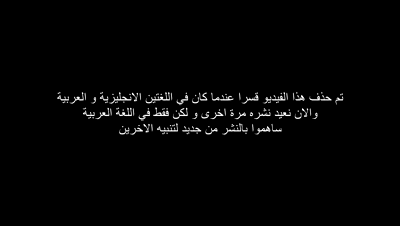 تم حذف هذا الفيديو قسرا عندما كان في اللغتين الانجليزية و العربية
والان نعيد نشره مرة اخرى و لكن فقط في اللغة العربية
ساهموا بالنشر من جديد لتنبيه الاخرين